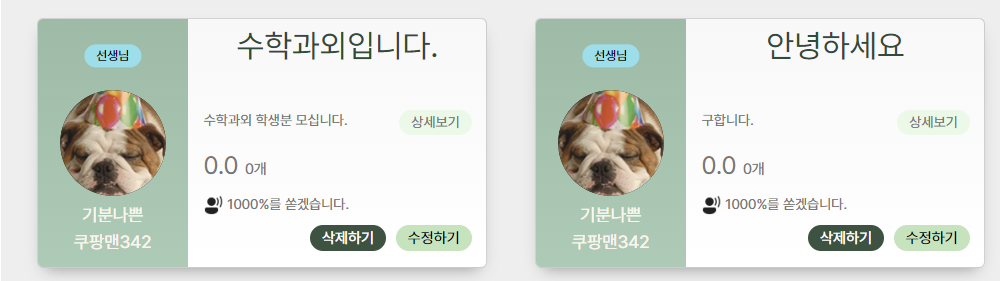 선생님
수학과외입니다.
수학과외 학생분 모십니다.
상세보기
0.0 0개
1000%를 쏟겠습니다.
기분나쁜
쿠팡맨342
삭제하기 수정하기
선생님
안녕하세요
구합니다.
상세보기
0.0 0개
1000%를 쏟겠습니다.
기분나쁜
쿠팡맨342
삭제하기 수정하기